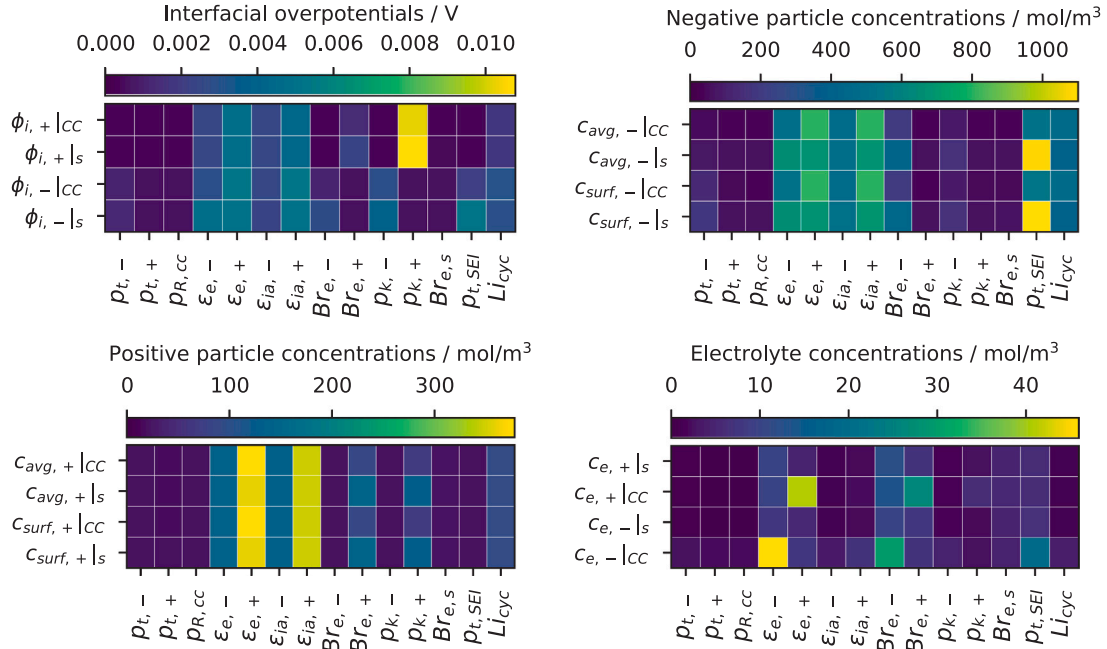 Interfacial overpotentials / V
0.000 0.002 0.004 0.006 0.008 0.010
ϕi, +|CC
ϕi, +|s
ϕi, −|CC
ϕi, −|s
pt, − pt, + pR, cc εe, − εe, + εia, − εia, + Bre, − Bre, + pk, − pk, + Bre, s pt, SEI Licyc
Negative particle concentrations / mol/m³
0 200 400 600 800 1000
cavg, −|CC
cavg, −|s
csurf, −|CC
csurf, −|s
pt, − pt, + pR, cc εe, − εe, + εia, − εia, + Bre, − Bre, + pk, − pk, + Bre, s pt, SEI Licyc
Positive particle concentrations / mol/m³
0 100 200 300
cavg, +|CC
cavg, +|s
csurf, +|CC
csurf, +|s
pt, − pt, + pR, cc εe, − εe, + εia, − εia, + Bre, − Bre, + pk, − pk, + Bre, s pt, SEI Licyc
Electrolyte concentrations / mol/m³
0 10 20 30 40
ce, +|s
ce, +|CC
ce, −|s
ce, −|CC
pt, − pt, + pR, cc εe, − εe, + εia, − εia, + Bre, − Bre, + pk, − pk, + Bre, s pt, SEI Licyc